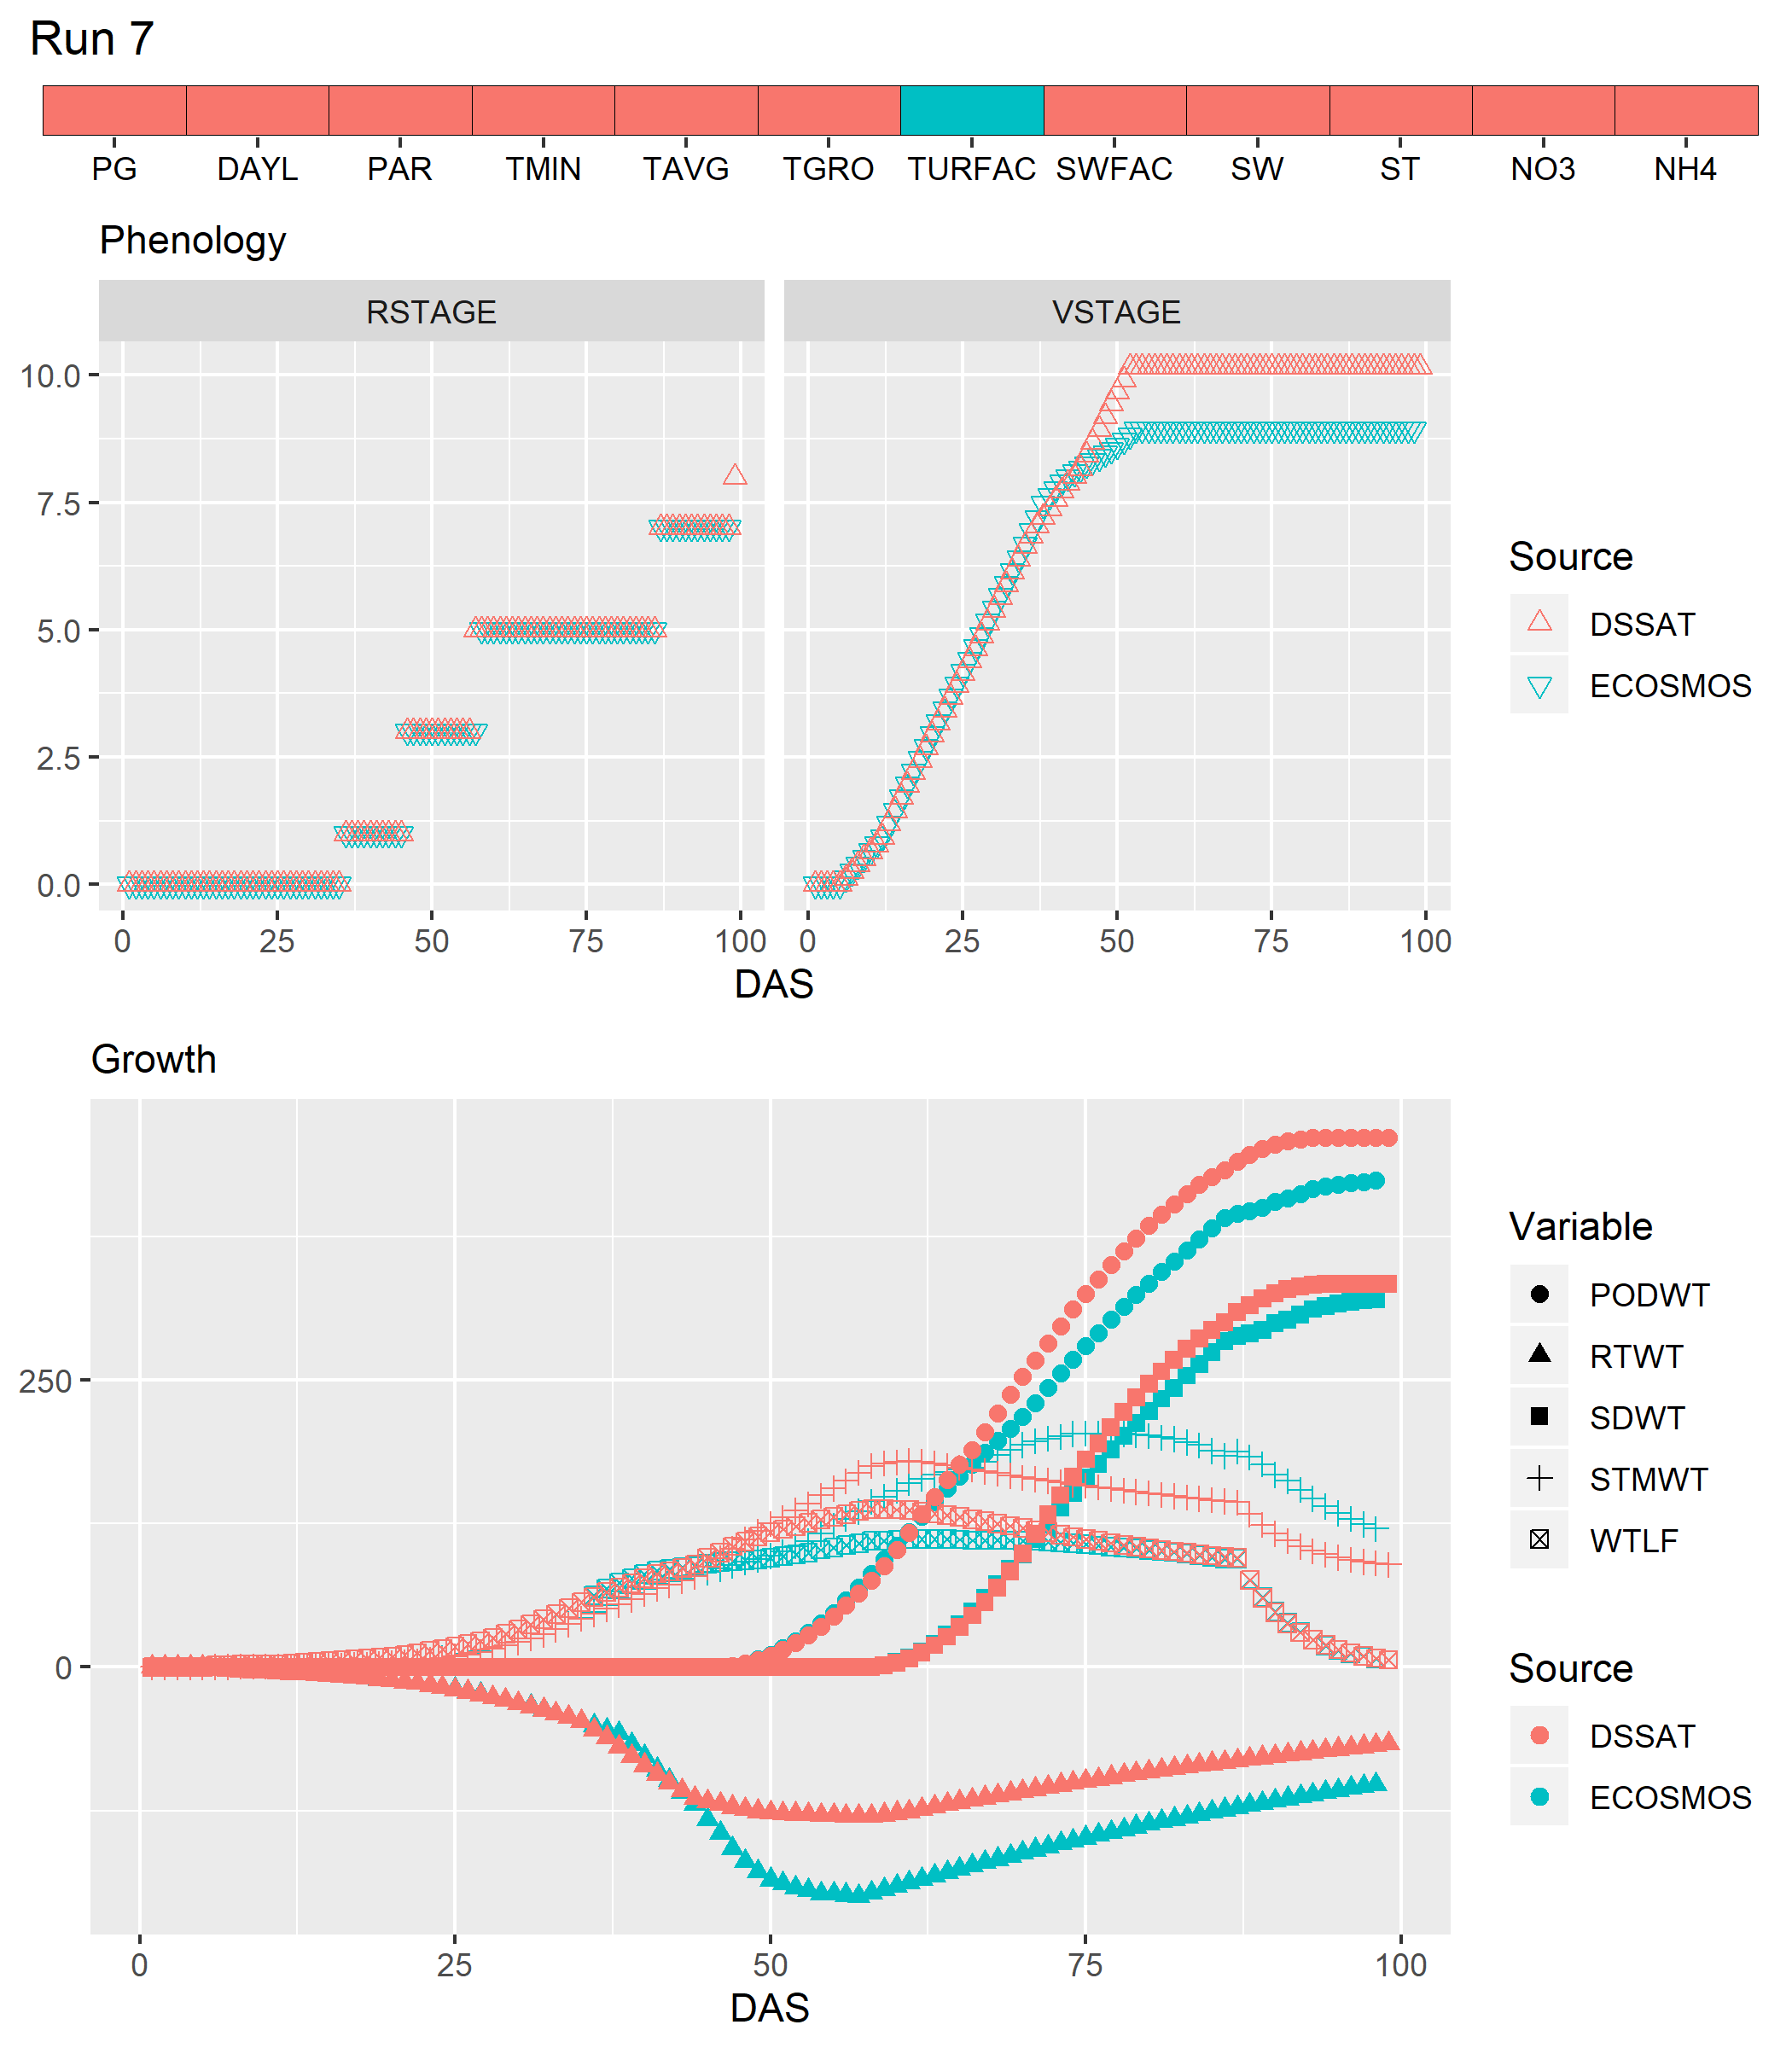 Run 7
PG DAYL PAR TMIN TAVG TGRO TURFAC SWFAC SW ST NO3 NH4
Phenology
RSTAGE VSTAGE
10.0
7.5
5.0
2.5
0.0
0 25 50 75 100 0 25 50 75 100
DAS
Source
DSSAT
ECOSMOS
Growth
250
0
0 25 50 75 100
DAS
Variable
PODWT
RTWT
SDWT
STMWT
WTLF
Source
DSSAT
ECOSMOS